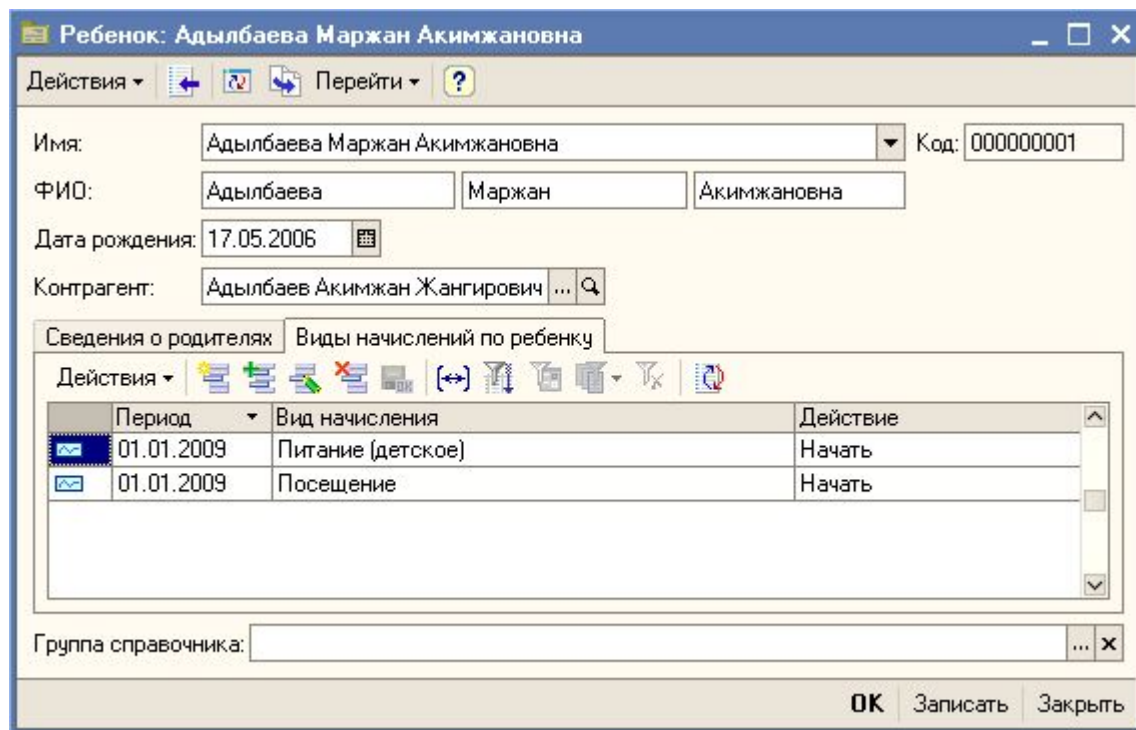 Ребенок: Адылбаева Маржан Акимжановна
Действия Перейти ?
Имя: Адылбаева Маржан Акимжановна Код: 000000001
ФИО: Адылбаева Маржан Акимжановна
Дата рождения: 17.05.2006
Контрагент: Адылбаев Акимжан Жангирович ...
Сведения о родителях Виды начислений по ребенку
Действия
Период Вид начисления Действие
01.01.2009 Питание (детское) Начать
01.01.2009 Посещение Начать
Группа справочника: ... x
OK Записать Закрыть